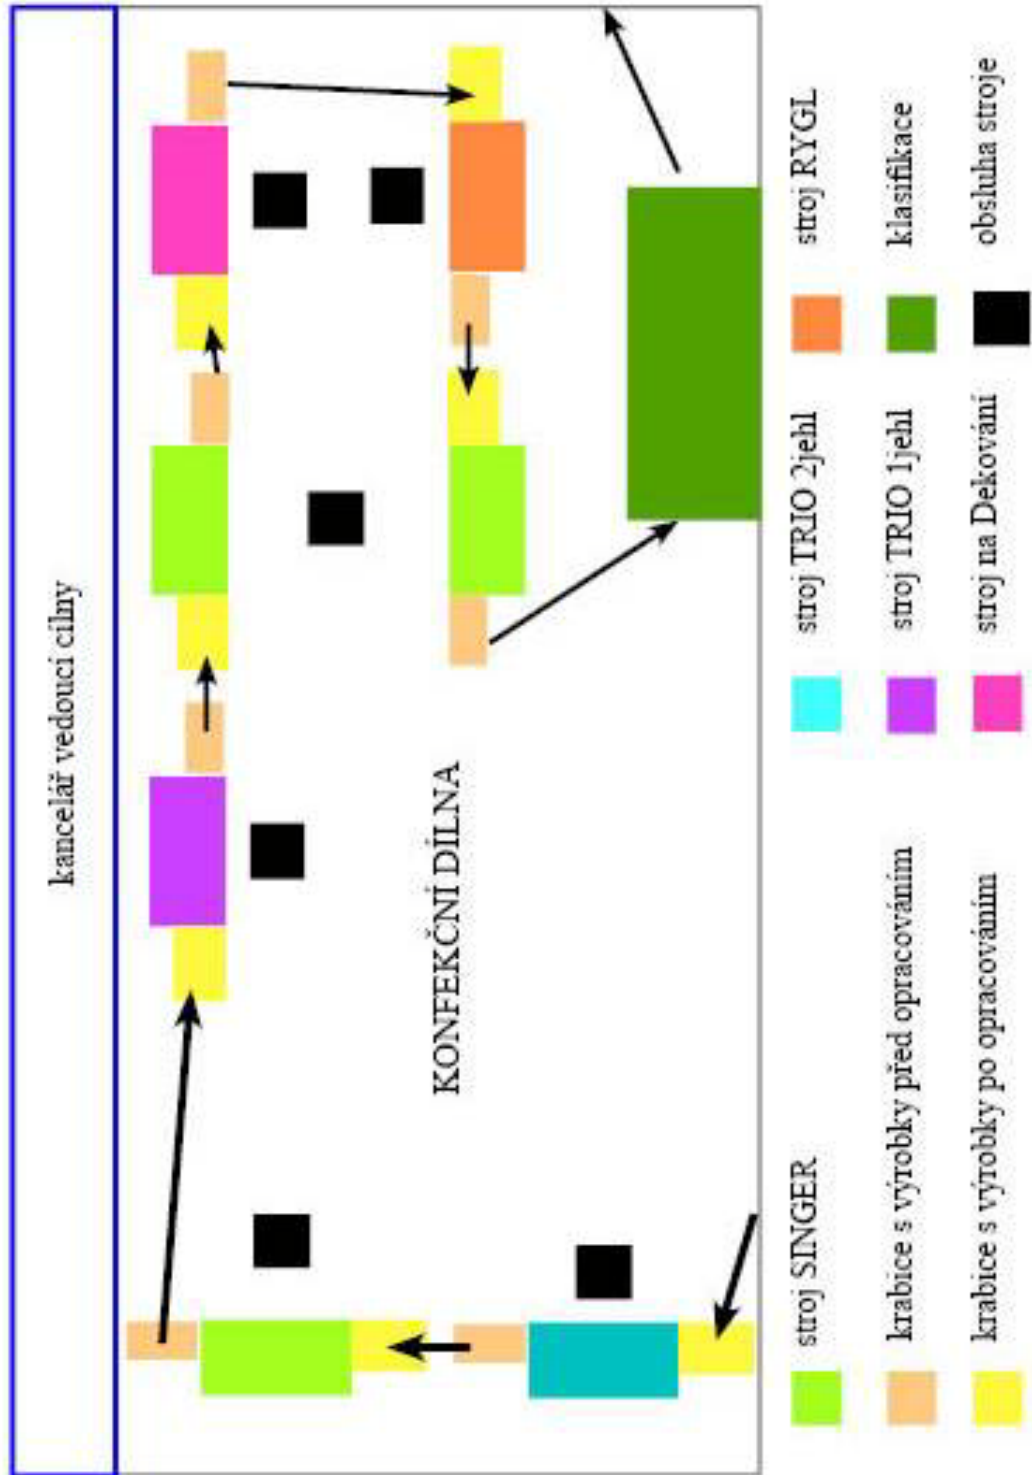 kancelář vedoucí cílny
KONFEKČNÍ DÍLNA
stroj SINGER
stroj TRIO 2jehl
stroj RYGL
krabice s výrobky před opracováním
stroj TRIO 1jehl
klasifikace
krabice s výrobky po opracováním
stroj na Dekování
obsluha stroje